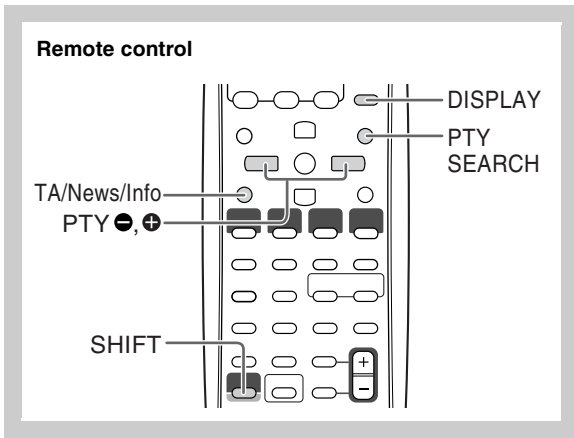 Remote control
DISPLAY
PTY
SEARCH
TA/News/Info
PTY ⊖, ⊕
SHIFT
+
–